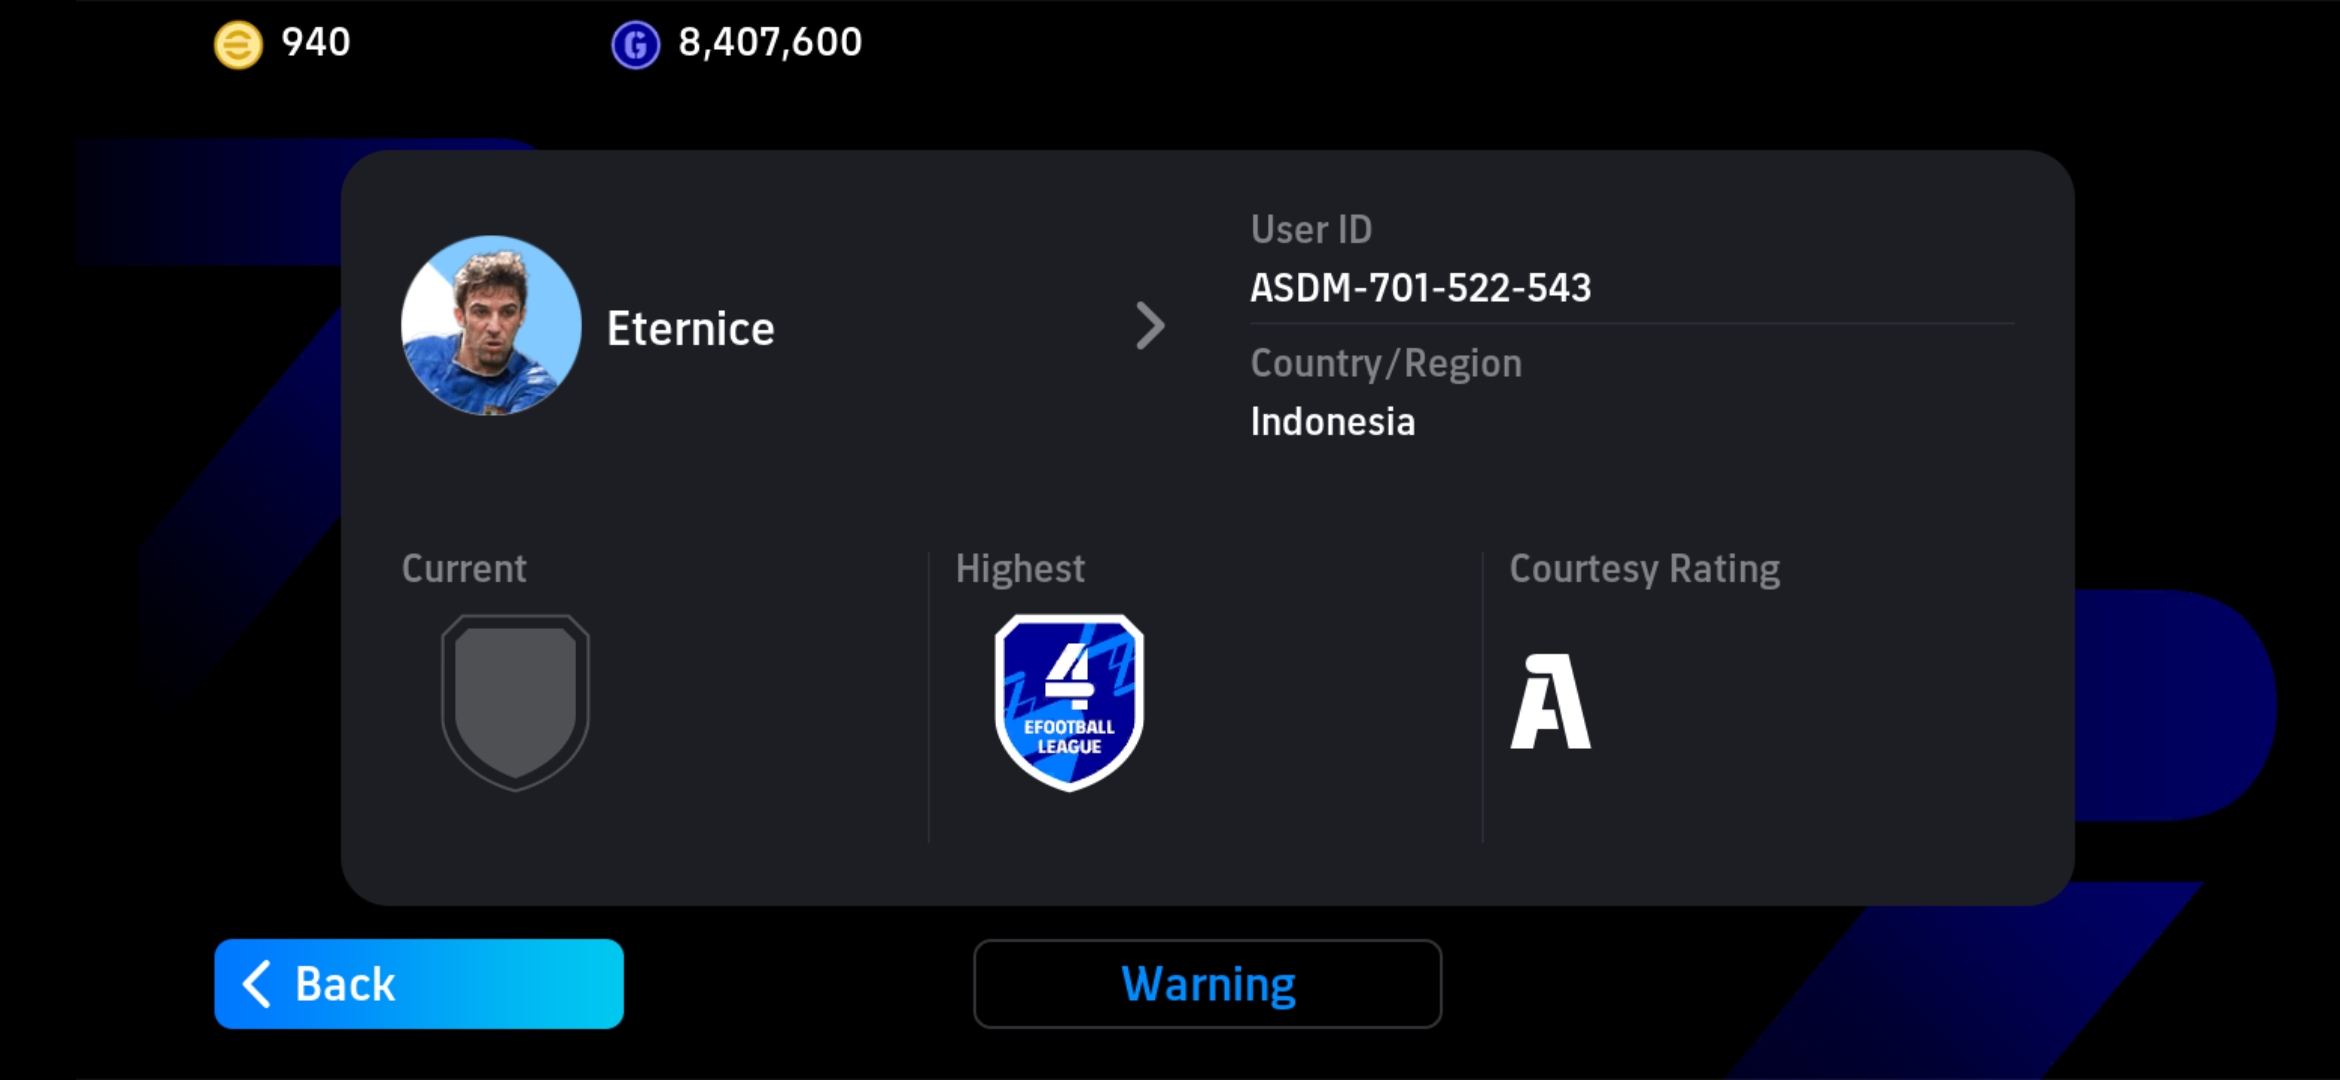 940
8,407,600
Eternice
User ID
ASDM-701-522-543
Country/Region
Indonesia
Current
Highest
4
EFOOTBALL
LEAGUE
Courtesy Rating
A
Back
Warning